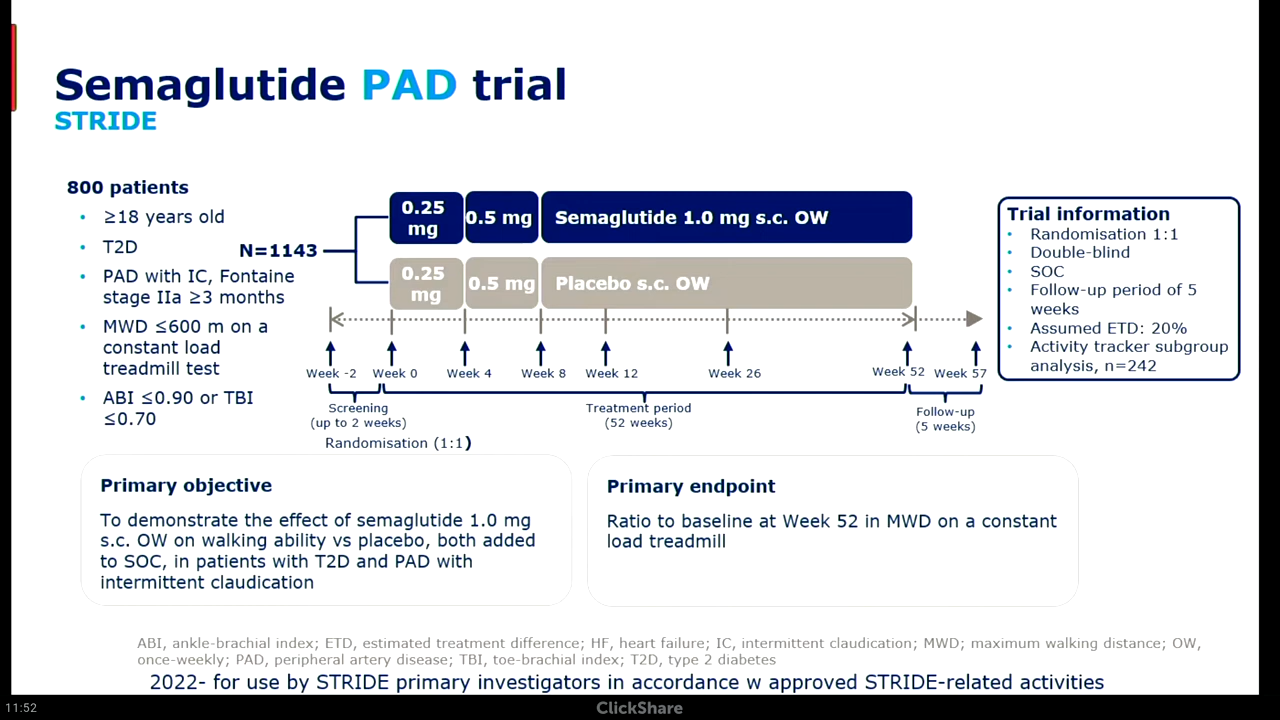 Semaglutide PAD trial
STRIDE
800 patients
• ≥18 years old
• T2D
• PAD with IC, Fontaine
stage IIa ≥3 months
• MWD ≤600 m on a
constant load
treadmill test
• ABI ≤0.90 or TBI
≤0.70
N=1143
0.25
mg
0.5 mg
Semaglutide 1.0 mg s.c. OW
0.25
mg
0.5 mg
Placebo s.c. OW
Week -2
Week 0
Week 4
Week 8
Week 12
Week 26
Week 52
Week 57
Screening
(up to 2 weeks)
Treatment period
(52 weeks)
Follow-up
(5 weeks)
Randomisation (1:1)
Trial information
• Randomisation 1:1
• Double-blind
• SOC
• Follow-up period of 5
weeks
• Assumed ETD: 20%
• Activity tracker subgroup
analysis, n=242
Primary objective
To demonstrate the effect of semaglutide 1.0 mg
s.c. OW on walking ability vs placebo, both added
to SOC, in patients with T2D and PAD with
intermittent claudication
Primary endpoint
Ratio to baseline at Week 52 in MWD on a constant
load treadmill
ABI, ankle-brachial index; ETD, estimated treatment difference; HF, heart failure; IC, intermittent claudication; MWD; maximum walking distance; OW,
once-weekly; PAD, peripheral artery disease; TBI, toe-brachial index; T2D, type 2 diabetes
2022- for use by STRIDE primary investigators in accordance w approved STRIDE-related activities
11:52
ClickShare